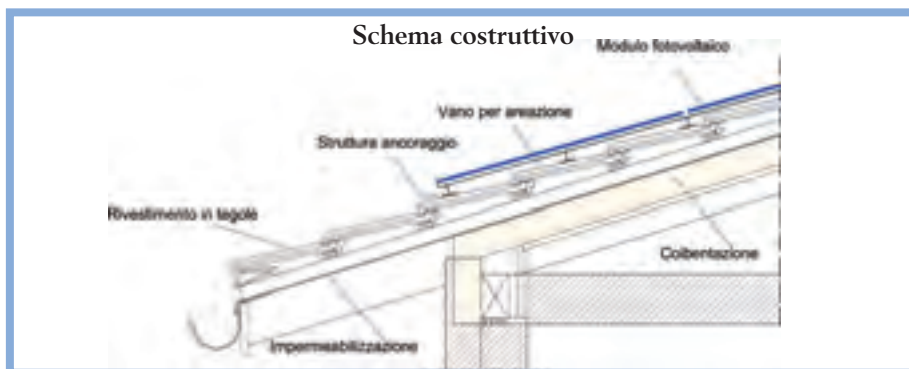 Schema costruttivo
Modulo fotovoltaico
Vano per areazione
Struttura ancoraggio
Rivestimento in tegole
Coibentazione
Impermeabilizzazione